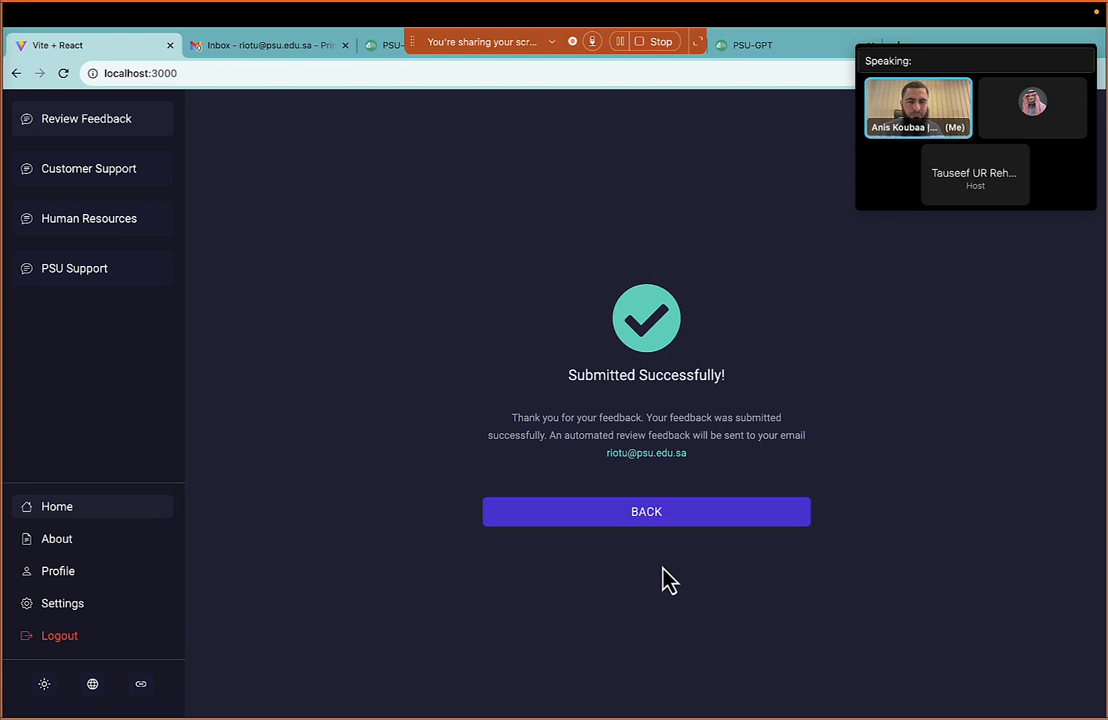 Vite + React
Inbox - riotu@psu.edu.sa - Prin
PSU-
You're sharing your scr...
Stop
PSU-GPT
localhost:3000
Speaking:
Anis Koubaa |... (Me)
Tauseef UR Reh...
Host
Review Feedback
Customer Support
Human Resources
PSU Support
Submitted Successfully!
Thank you for your feedback. Your feedback was submitted
successfully. An automated review feedback will be sent to your email
riotu@psu.edu.sa
BACK
Home
About
Profile
Settings
Logout